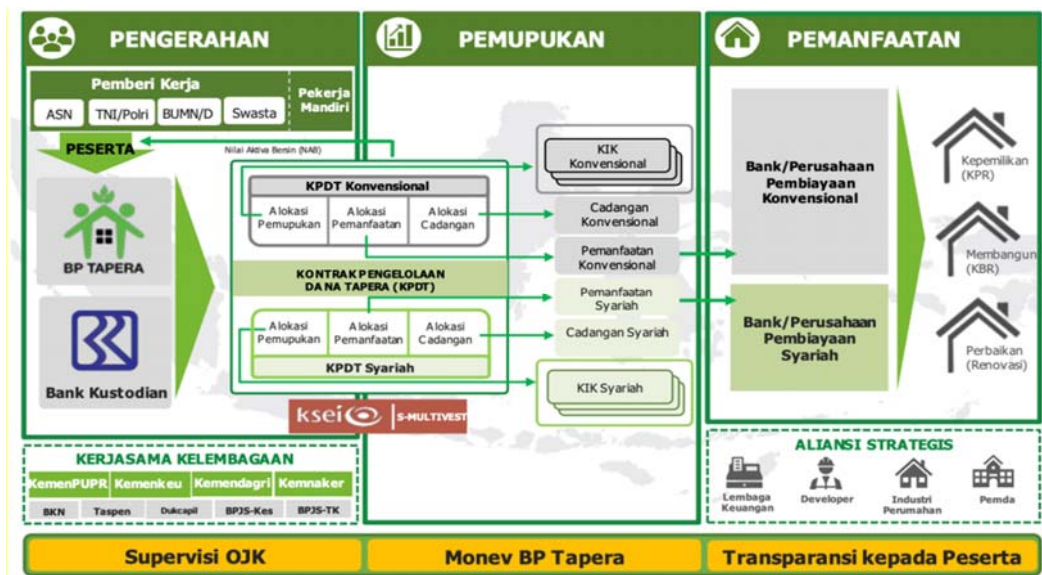 PENGERAHAN
Pemberi Kerja
ASN
TNI/Polri
BUMN/D
Swasta
Pekerja
Mandiri
PESERTA
Nilai Aktiva Bersih (NAB)
BP TAPERA
Bank Kustodian
KPDT Konvensional
Alokasi
Pemupukan
Alokasi
Pemanfaatan
Alokasi
Cadangan
KONTRAK PENGELOLAAN
DANA TAPERA (KPDT)
Alokasi
Pemupukan
Alokasi
Pemanfaatan
Alokasi
Cadangan
KPDT Syariah
ksei
S-MULTIVEST
KERJASAMA KELEMBAGAAN
KemenPUPR
Kemenkeu
Kemendagri
Kemnaker
BKN
Taspen
Dukcapil
BPJS-Kes
BPJS-TK
PEMUPUKAN
KIK
Konvensional
Cadangan
Konvensional
Pemanfaatan
Konvensional
Pemanfaatan
Syariah
Cadangan Syariah
KIK Syariah
PEMANFAATAN
Bank/Perusahaan
Pembiayaan
Konvensional
Bank/Perusahaan
Pembiayaan
Syariah
Kepemilikan
(KPR)
Membangun
(KBR)
Perbaikan
(Renovasi)
ALIANSI STRATEGIS
Lembaga
Keuangan
Developer
Industri
Perumahan
Pemda
Supervisi OJK
Monev BP Tapera
Transparansi kepada Peserta